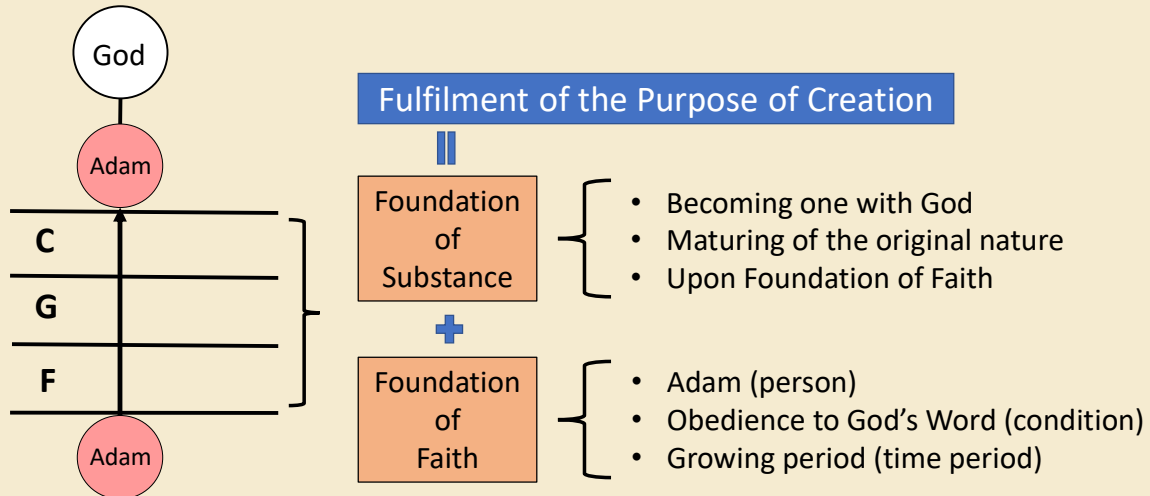 God
Adam
C
G
F
Adam
Fulfilment of the Purpose of Creation
Foundation
of
Substance
• Becoming one with God
• Maturing of the original nature
• Upon Foundation of Faith
Foundation
of
Faith
• Adam (person)
• Obedience to God’s Word (condition)
• Growing period (time period)